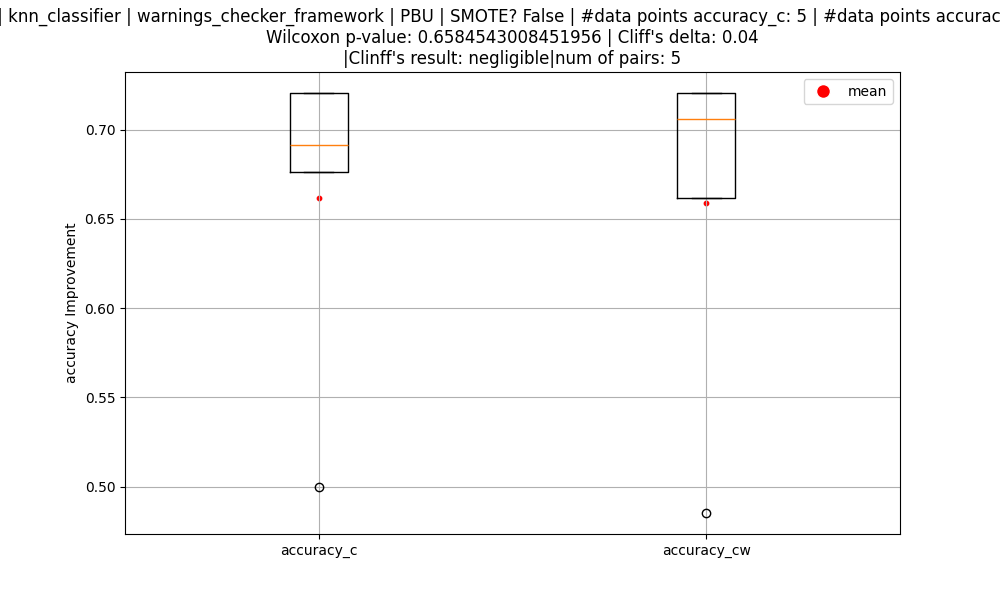 | knn_classifier | warnings_checker_framework | PBU | SMOTE? False | #data points accuracy_c: 5 | #data points accurac
Wilcoxon p-value: 0.6584543008451956 | Cliff's delta: 0.04
|Clinff's result: negligible|num of pairs: 5
mean
0.70
0.65
0.60
0.55
0.50
accuracy Improvement
accuracy_c
accuracy_cw